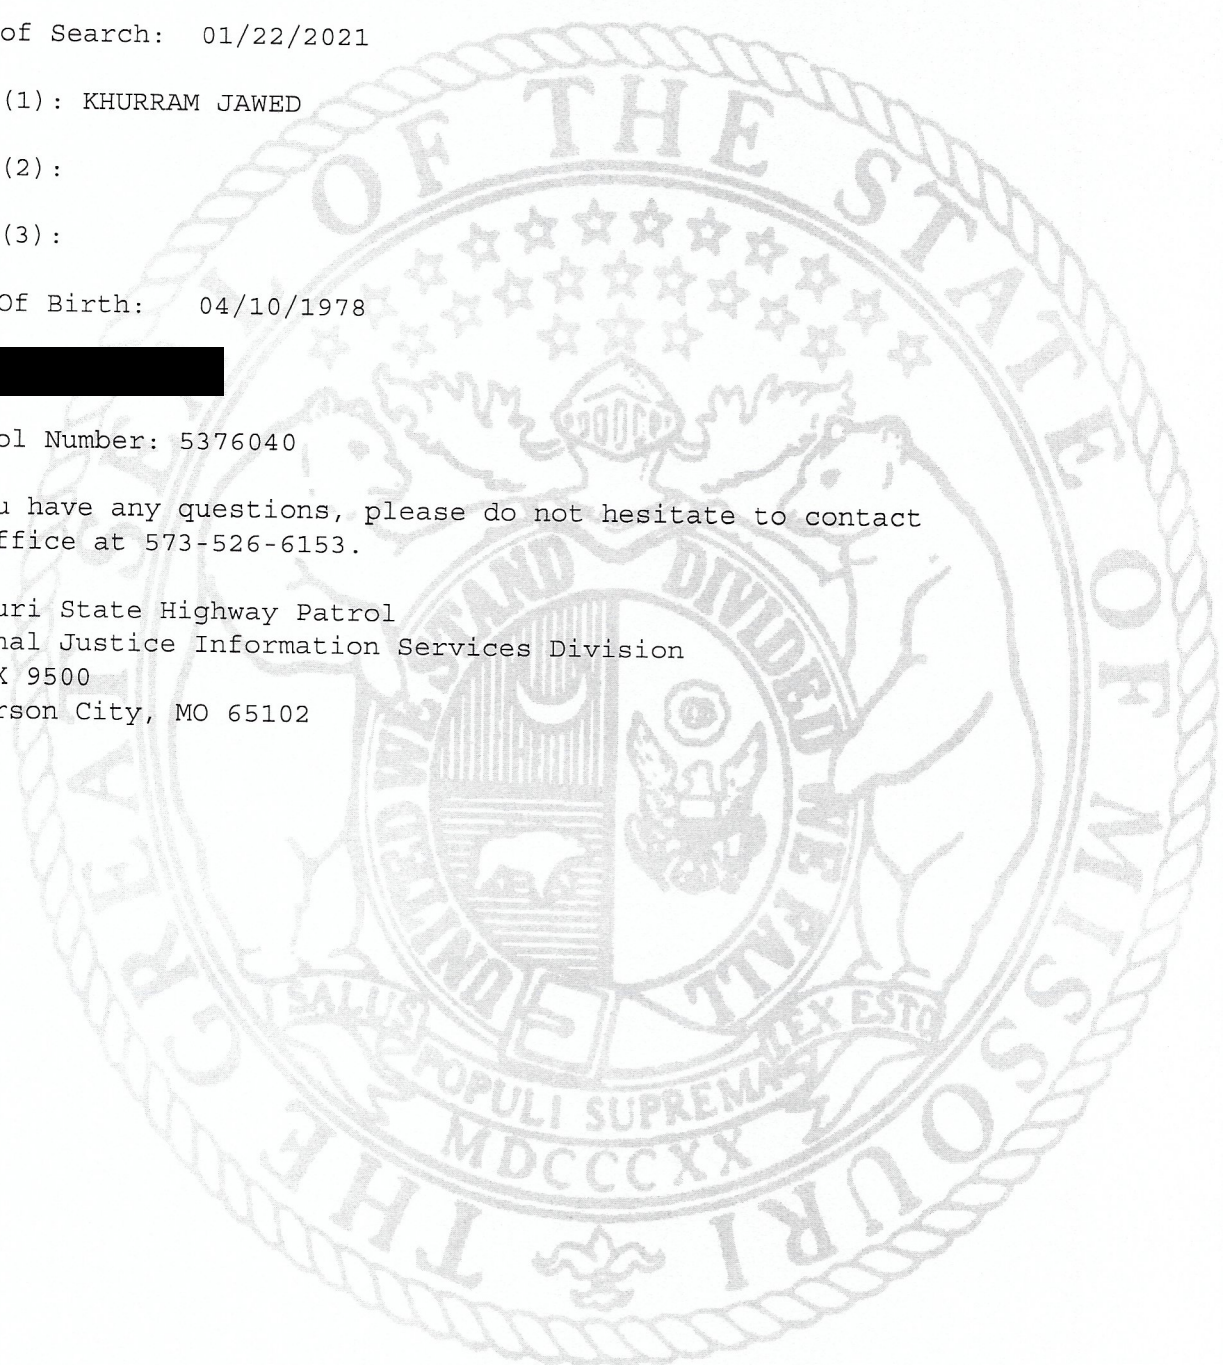 of Search: 01/22/2021
(1): KHURRAM JAWED
(2):
(3):
Of Birth: 04/10/1978
ol Number: 5376040
u have any questions, please do not hesitate to contact
ffice at 573-526-6153.
uri State Highway Patrol
nal Justice Information Services Division
X 9500
rson City, MO 65102
THE GREAT SEAL OF THE STATE OF MISSOURI
UNITED WE STAND DIVIDED WE FALL
SALUS POPULI SUPREMA LEX ESTO
MDCCCXX